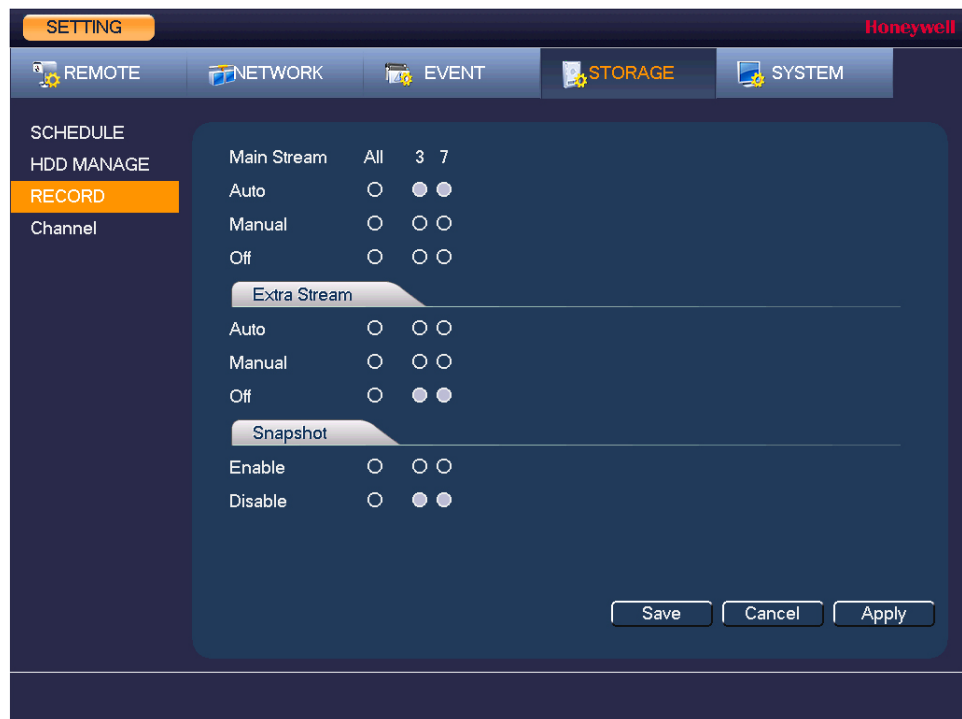 SETTING
Honeywell
REMOTE NETWORK EVENT STORAGE SYSTEM
SCHEDULE
HDD MANAGE
RECORD
Channel
Main Stream All 3 7
Auto
Manual
Off
Extra Stream
Auto
Manual
Off
Snapshot
Enable
Disable
Save Cancel Apply